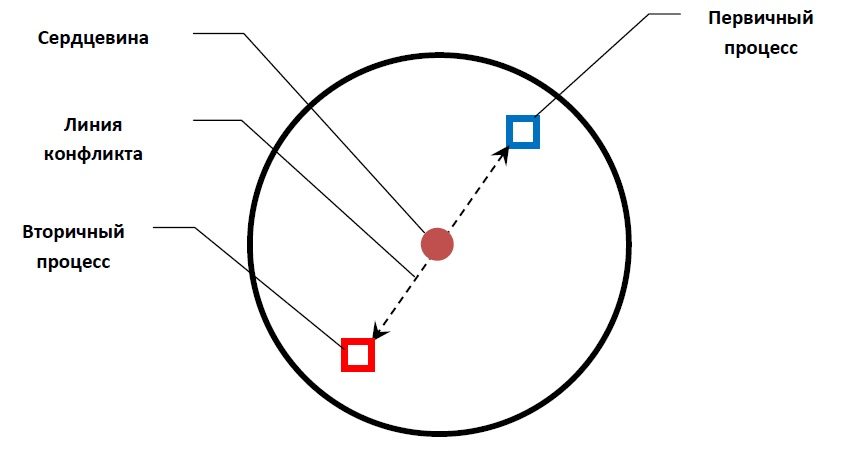 Сердцевина
Линия
конфликта
Вторичный
процесс
Первичный
процесс